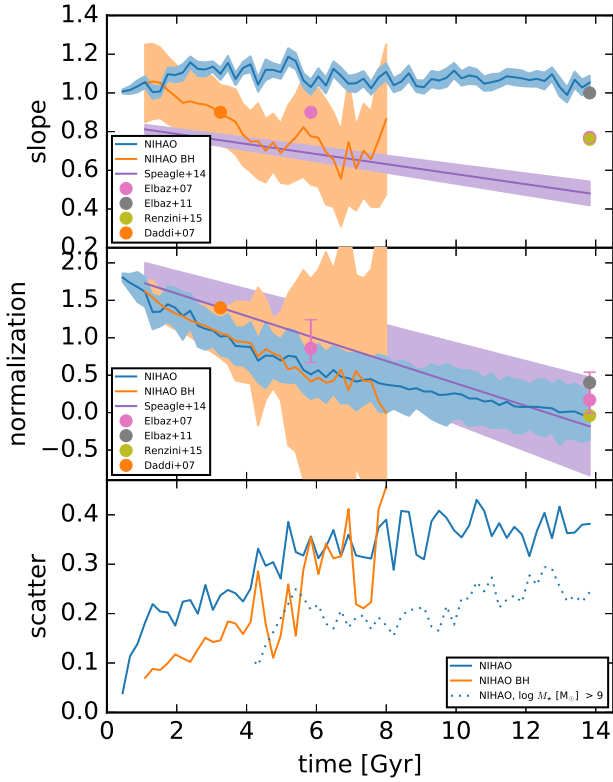 1.4
1.2
1.0
0.8
0.6
0.4
0.2
slope
NIHAO
NIHAO BH
Speagle+14
Elbaz+07
Elbaz+11
Renzini+15
Daddi+07
2.0
1.5
1.0
0.5
0.0
−0.5
normalization
NIHAO
NIHAO BH
Speagle+14
Elbaz+07
Elbaz+11
Renzini+15
Daddi+07
0.4
0.3
0.2
0.1
0.0
scatter
NIHAO
NIHAO BH
NIHAO, log M⋆ [M⊙] > 9
0 2 4 6 8 10 12 14
time [Gyr]